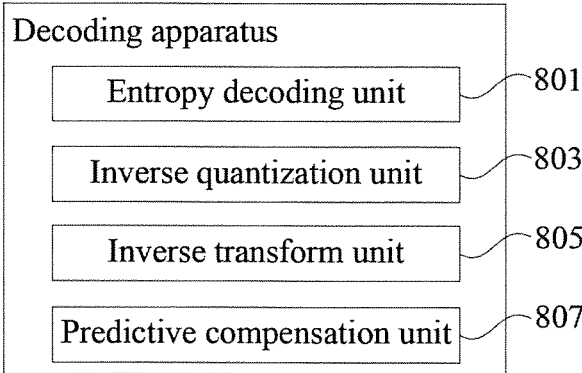 Decoding apparatus
Entropy decoding unit 801
Inverse quantization unit 803
Inverse transform unit 805
Predictive compensation unit 807